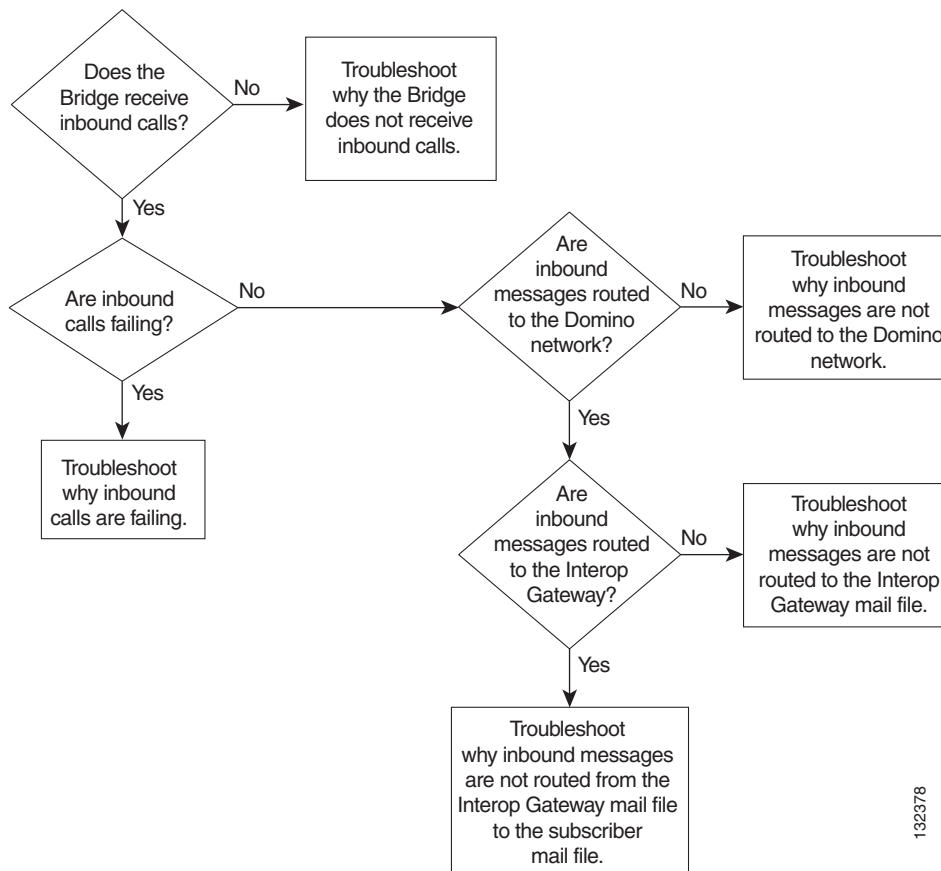 Does the
Bridge receive
inbound calls?
No
Troubleshoot
why the Bridge
does not receive
inbound calls.
Yes
Are inbound
calls failing?
No
Are
inbound
messages routed
to the Domino
network?
No
Troubleshoot
why inbound
messages are not
routed to the Domino
network.
Yes
Troubleshoot
why inbound
calls are failing.
Yes
Are
inbound
messages routed
to the Interop
Gateway?
No
Troubleshoot
why inbound
messages are not
routed to the Interop
Gateway mail file.
Yes
Troubleshoot
why inbound messages
are not routed from the
Interop Gateway mail file
to the subscriber
mail file.
132378